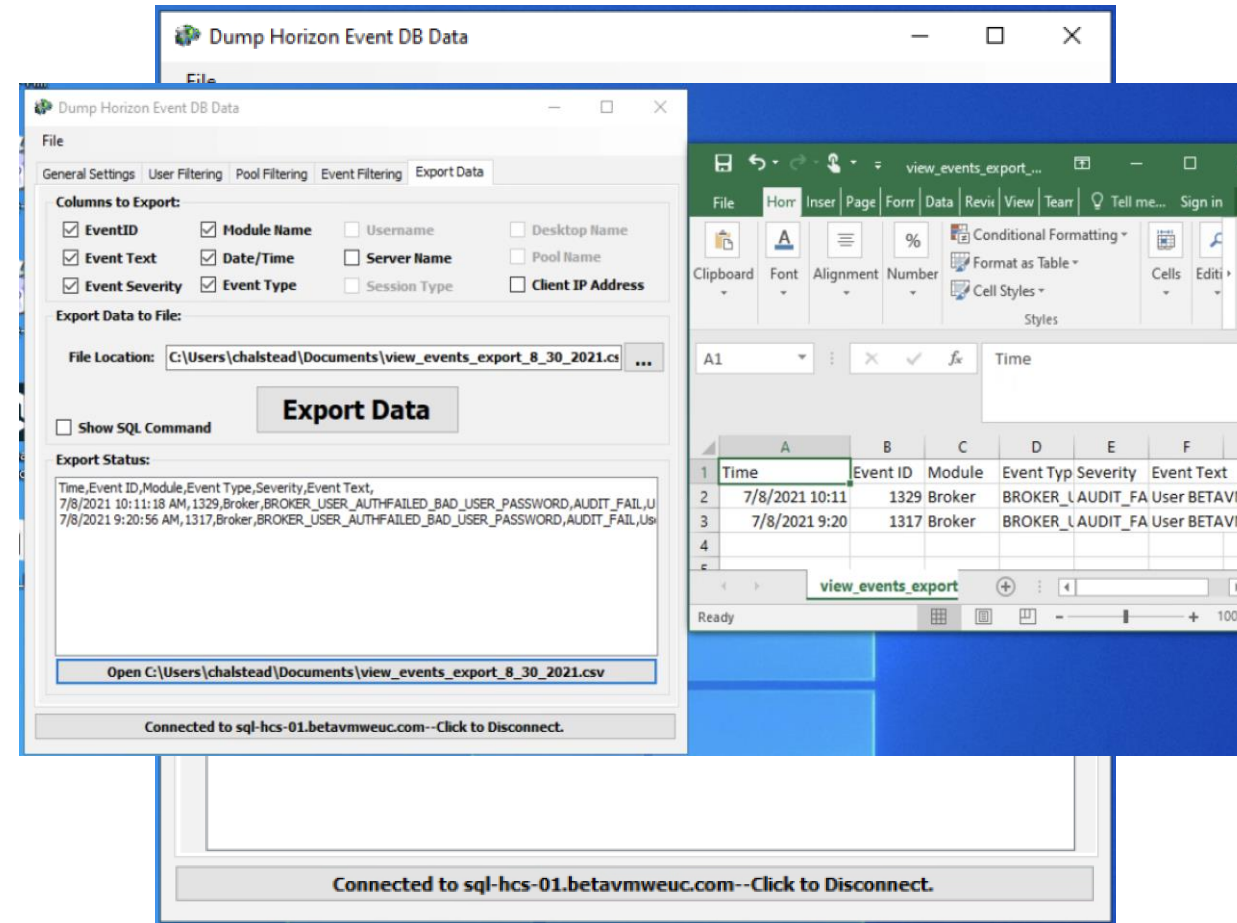 Dump Horizon Event DB Data
File
Dump Horizon Event DB Data
File
General Settings User Filtering Pool Filtering Event Filtering Export Data
Columns to Export:
EventID Module Name Username Desktop Name
Event Text Date/Time Server Name Pool Name
Event Severity Event Type Session Type Client IP Address
Export Data to File:
File Location: C:\Users\chalstead\Documents\view_events_export_8_30_2021.cs ...
Export Data
Show SQL Command
Export Status:
Time,Event ID,Module,Event Type,Severity,Event Text,
7/8/2021 10:11:18 AM,1329,Broker,BROKER_USER_AUTHFAILED_BAD_USER_PASSWORD,AUDIT_FAIL,U
7/8/2021 9:20:56 AM,1317,Broker,BROKER_USER_AUTHFAILED_BAD_USER_PASSWORD,AUDIT_FAIL,Use
Open C:\Users\chalstead\Documents\view_events_export_8_30_2021.csv
Connected to sql-hcs-01.betavmweuc.com--Click to Disconnect.
view_events_export_...
File Hom Inser Page Form Data Revie View Team Tell me... Sign in
Clipboard Font Alignment Number Conditional Formatting Cells Editi
Format as Table
Cell Styles
Styles
A1 fx Time
A B C D E F
1 Time Event ID Module Event Typ Severity Event Text
2 7/8/2021 10:11 1329 Broker BROKER_U AUDIT_FA User BETAVM
3 7/8/2021 9:20 1317 Broker BROKER_U AUDIT_FA User BETAVM
4
view_events_export
Ready 100
Connected to sql-hcs-01.betavmweuc.com--Click to Disconnect.